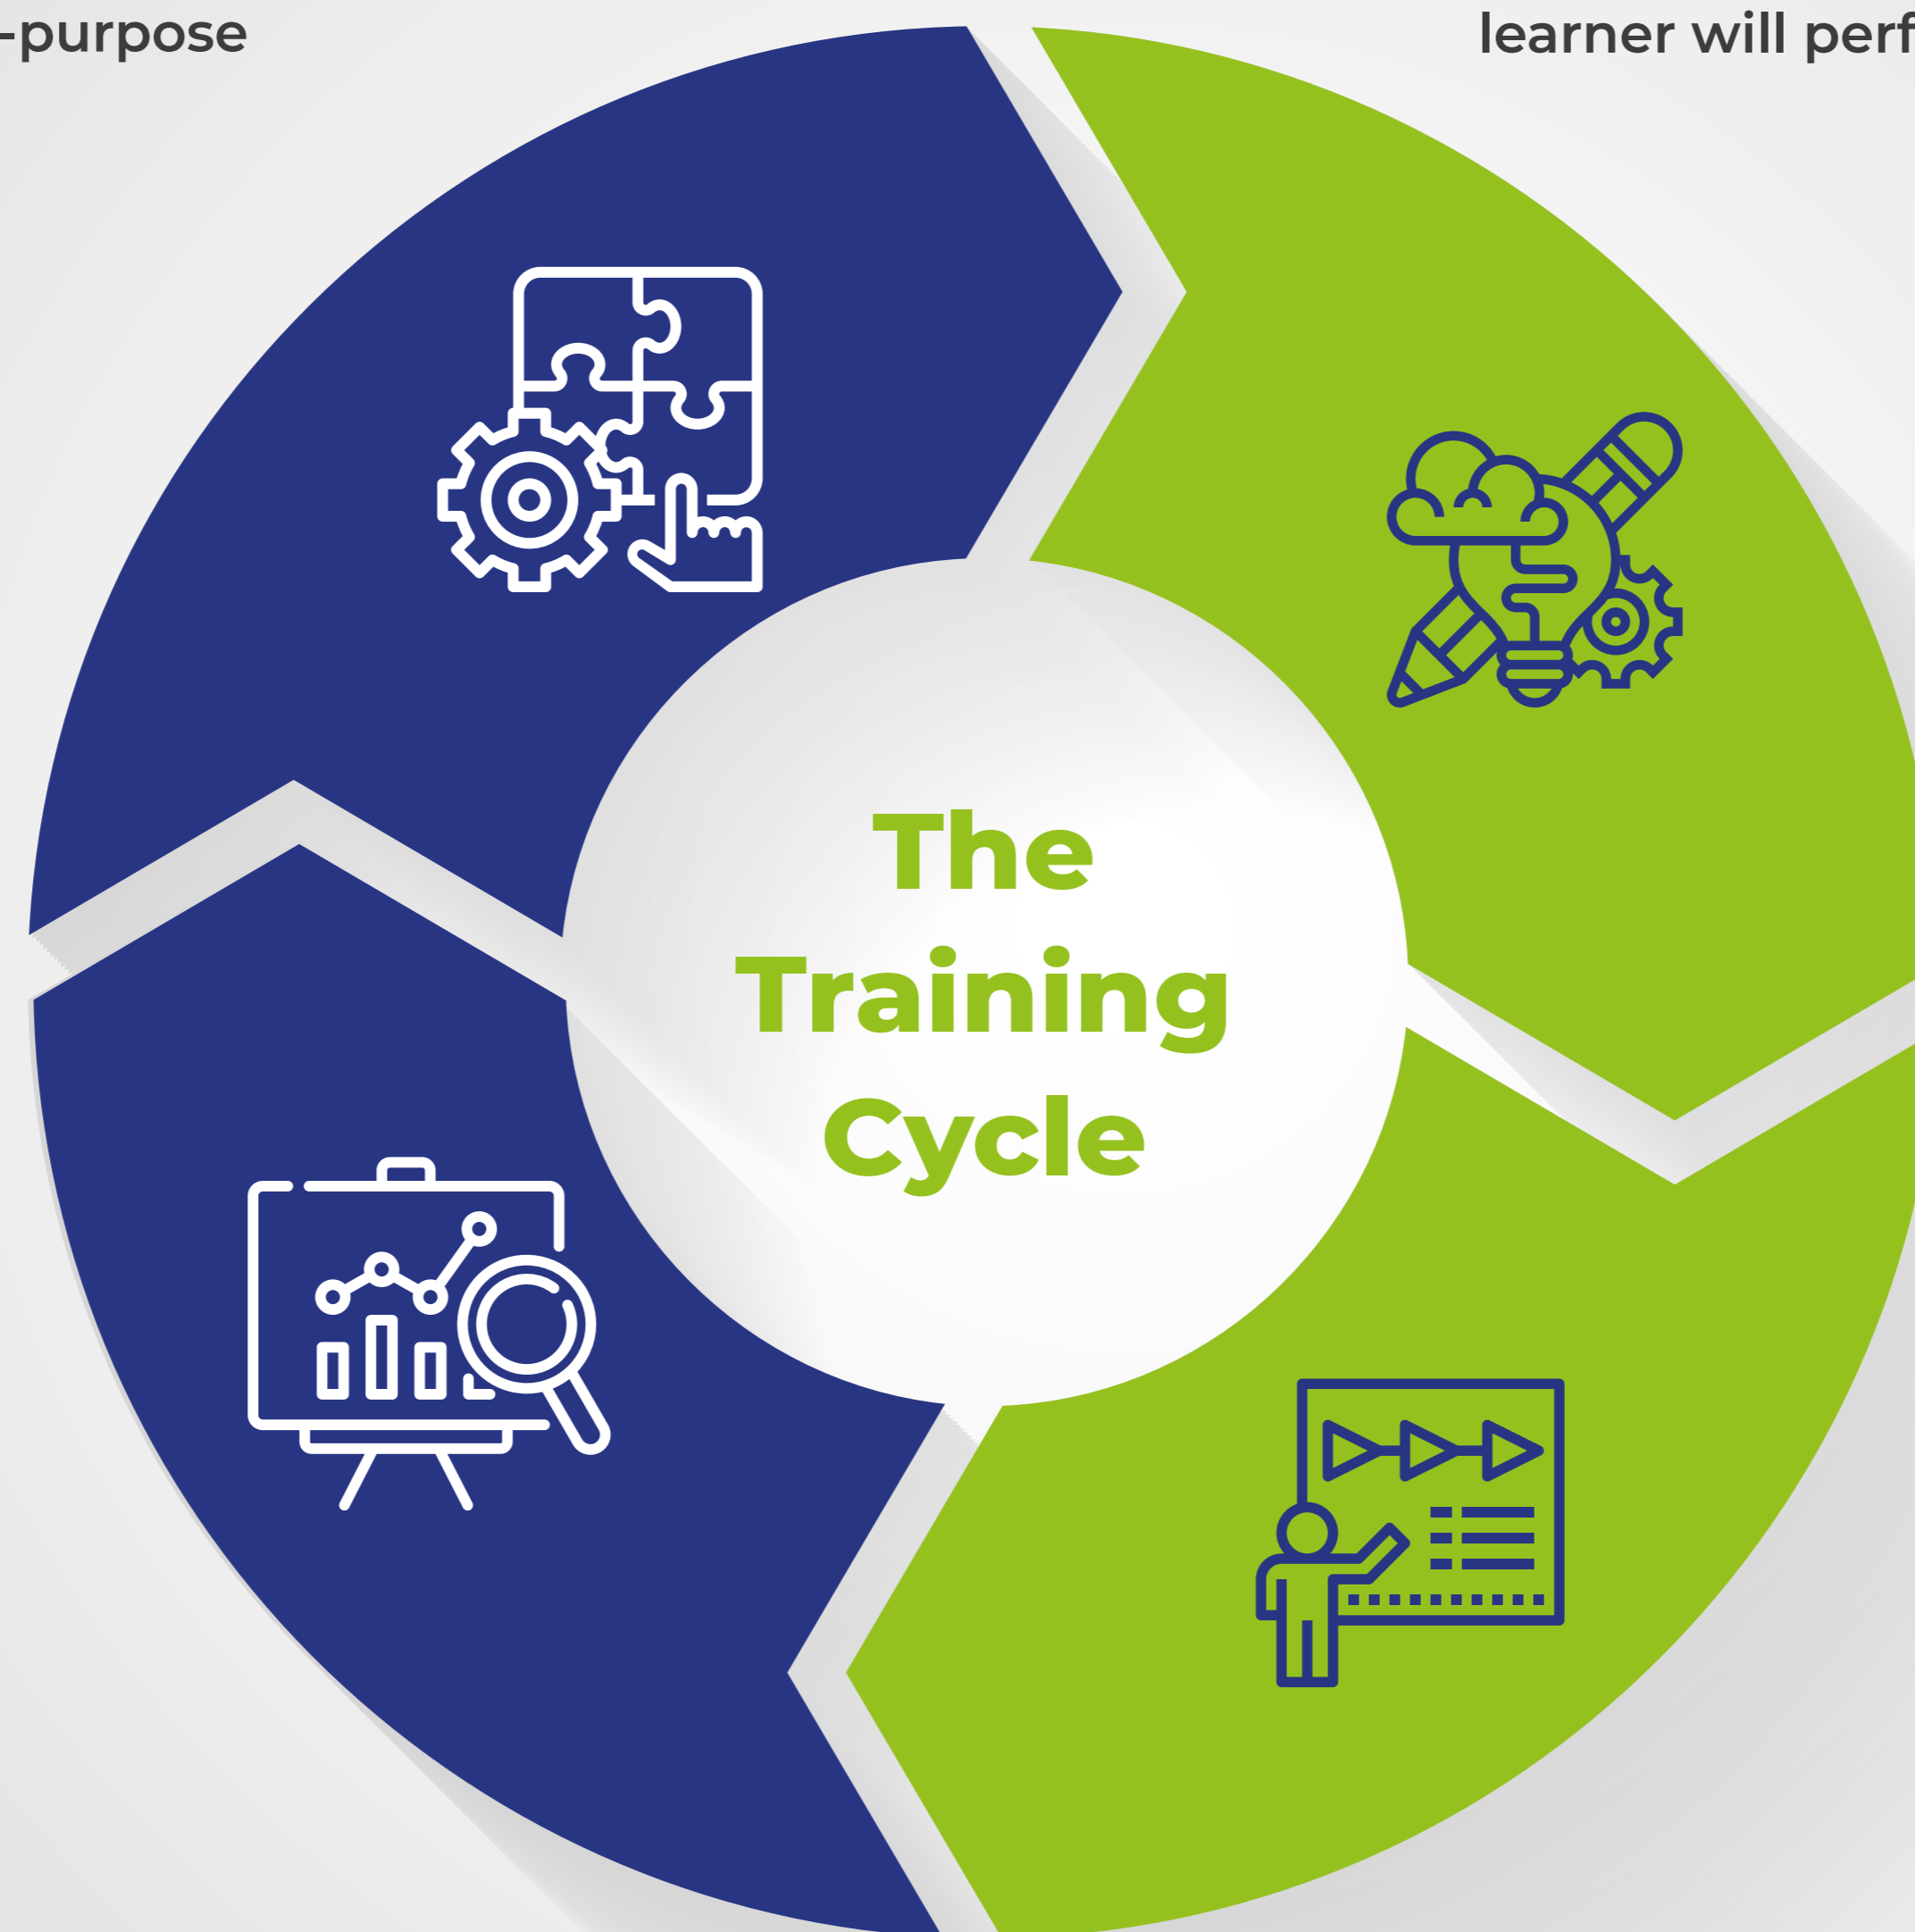 -purpose
learner will perf
The
Training
Cycle